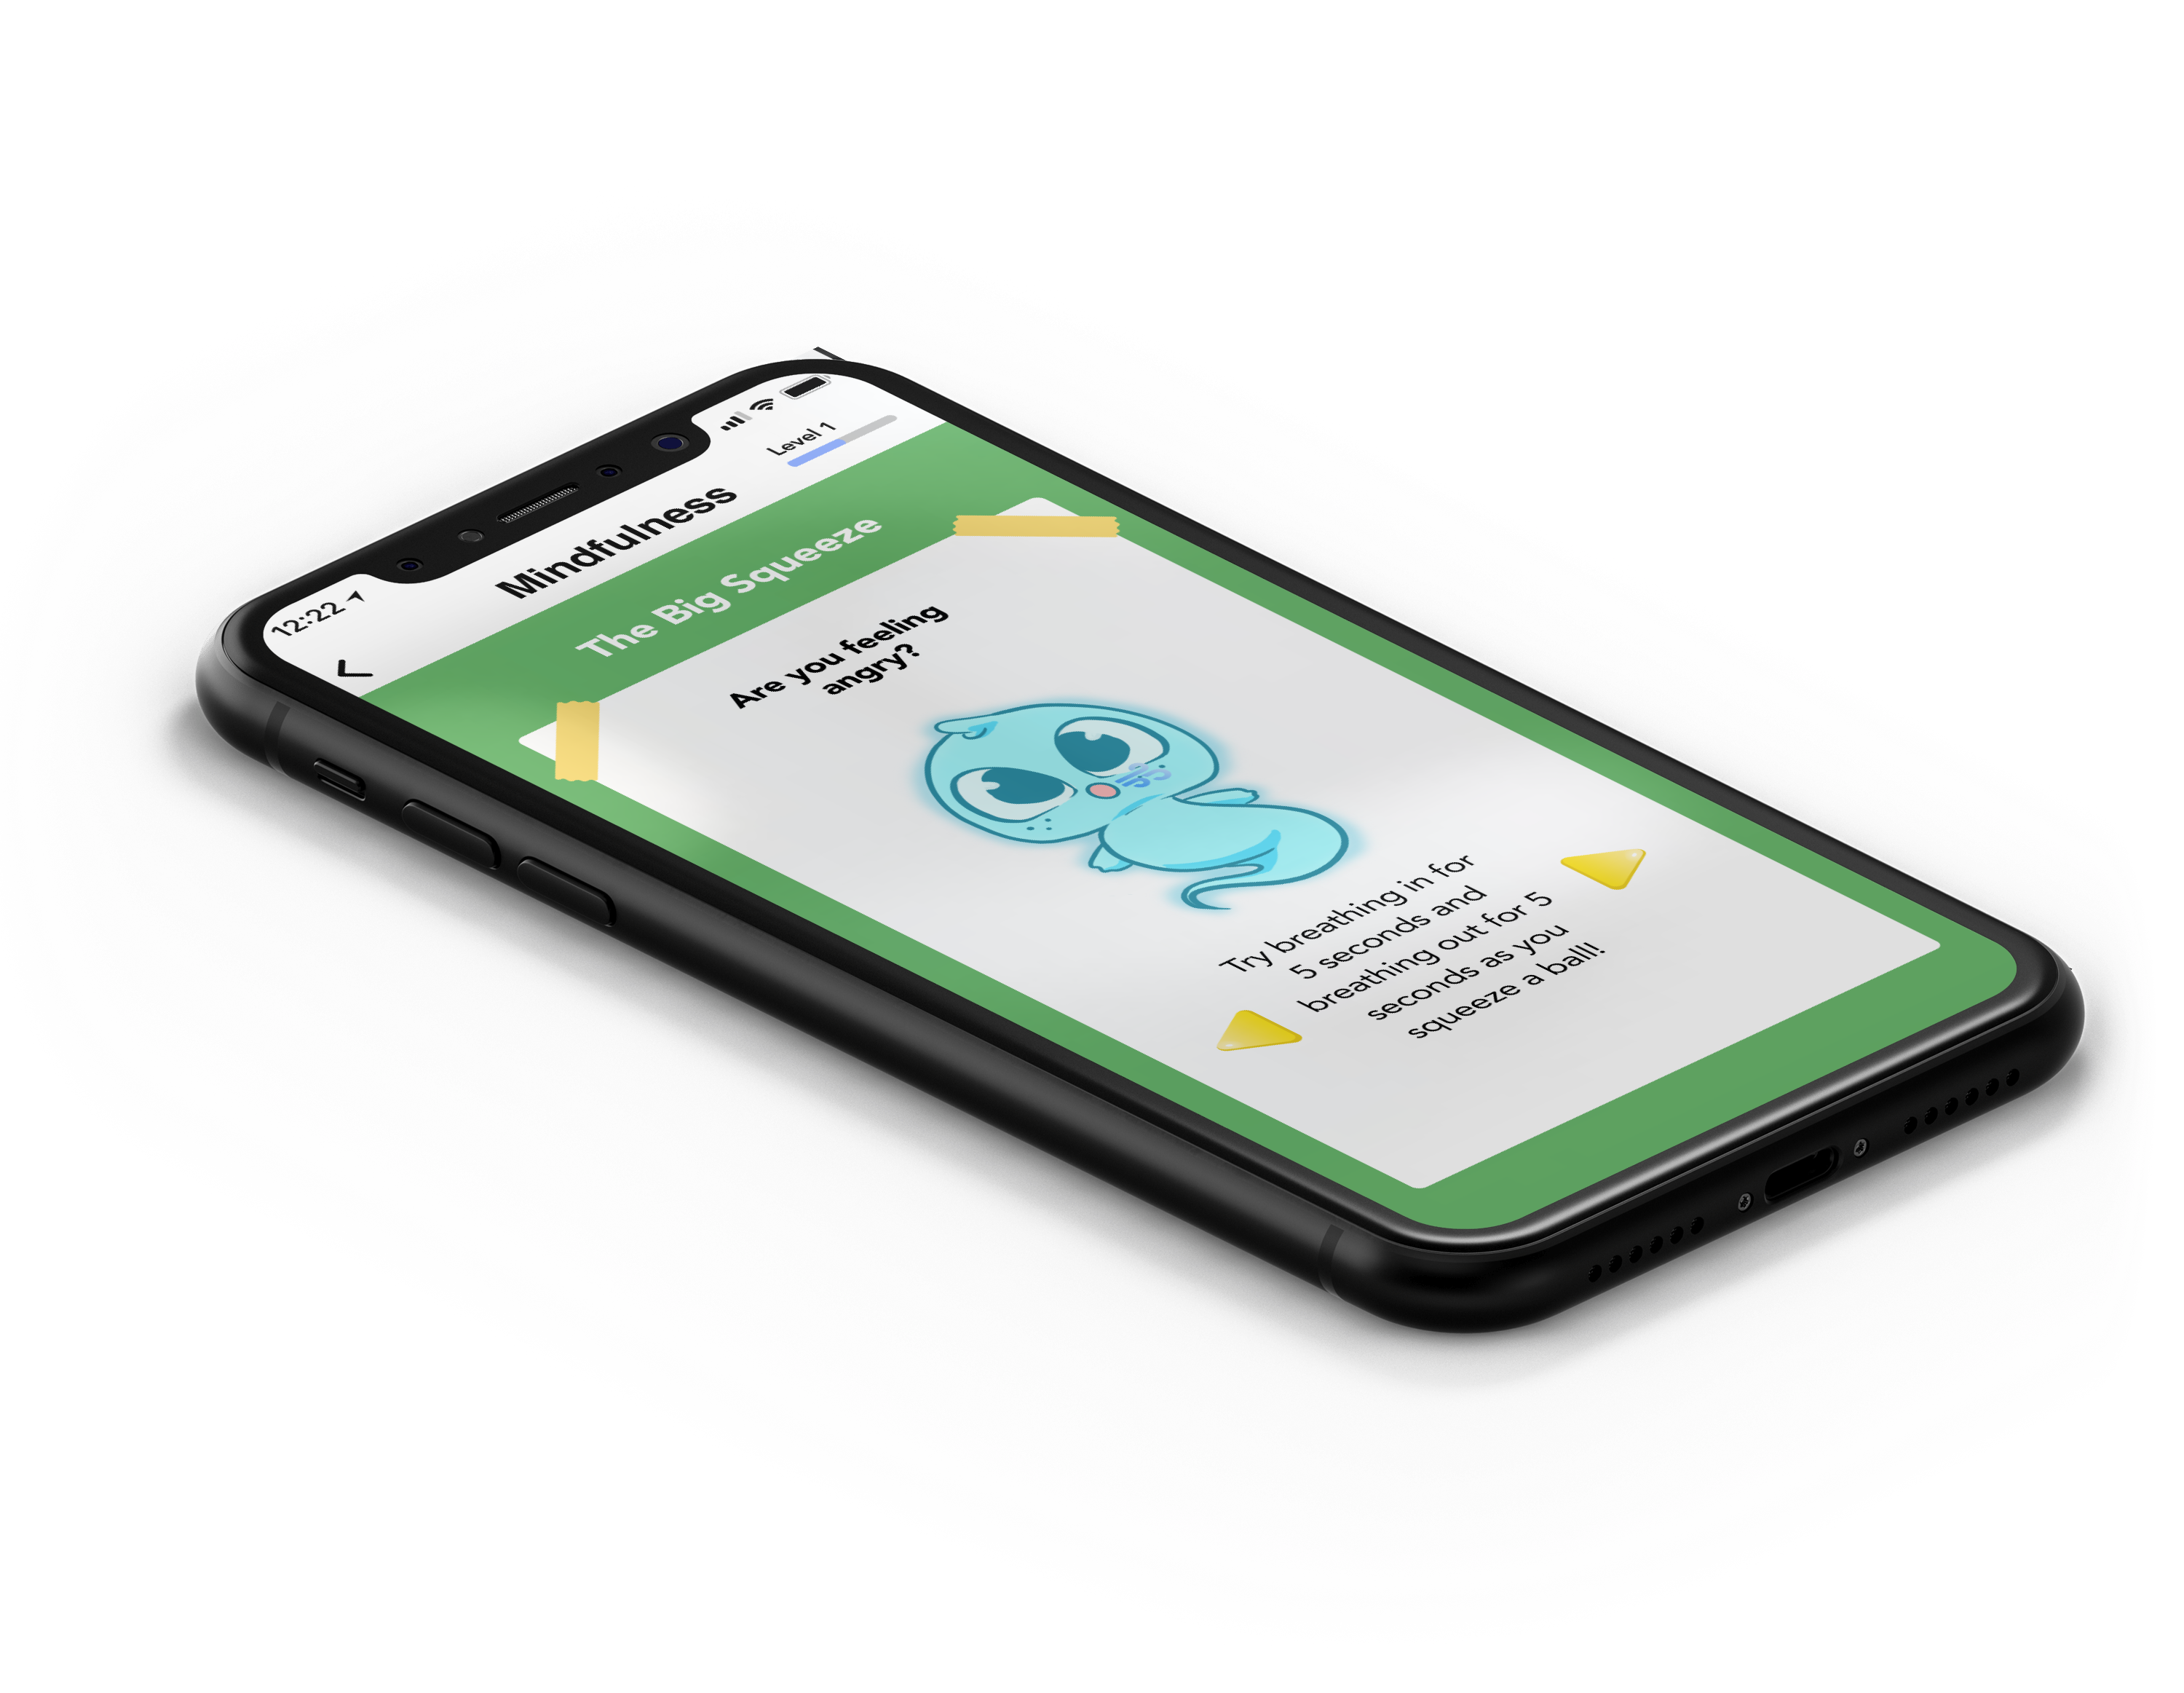 12:22
Level 1
Mindfulness
The Big Squeeze
Are you feeling
angry?
Try breathing in for
5 seconds and
breathing out for 5
seconds as you
squeeze a ball!